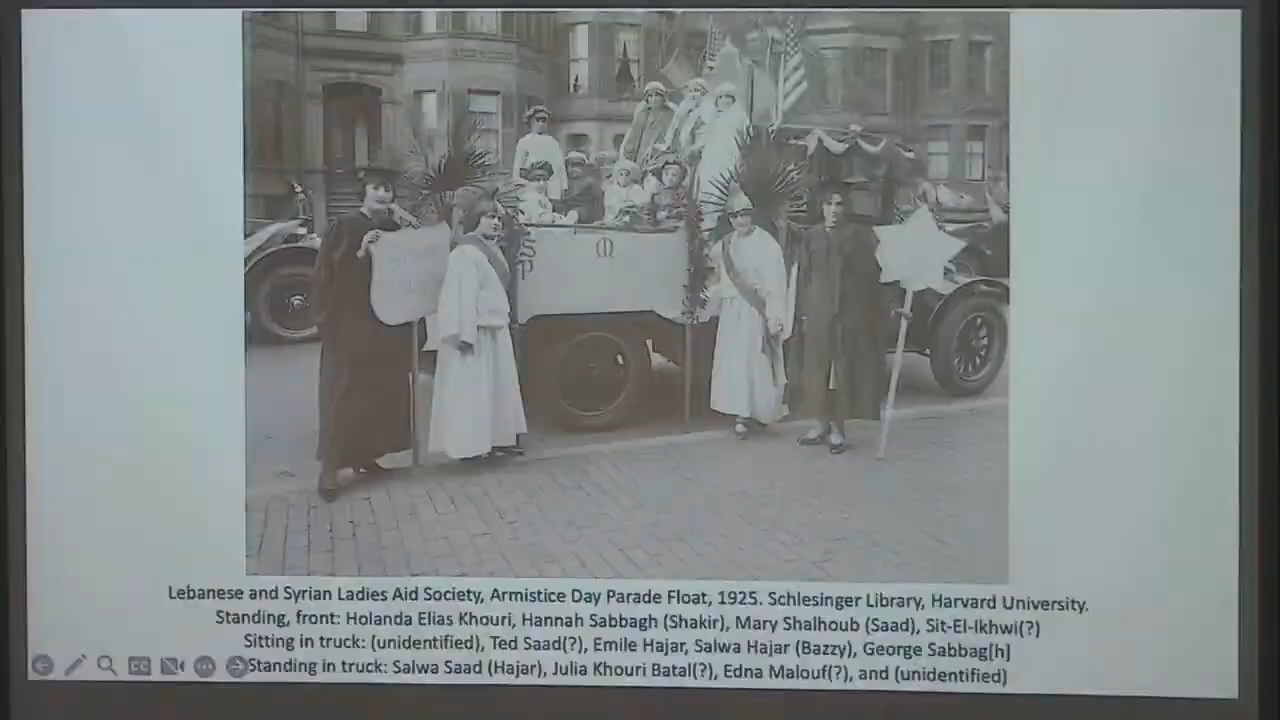 S M
P
CC
Lebanese and Syrian Ladies Aid Society, Armistice Day Parade Float, 1925. Schlesinger Library, Harvard University.
Standing, front: Holanda Elias Khouri, Hannah Sabbagh (Shakir), Mary Shalhoub (Saad), Sit-El-Ikhwi(?)
Sitting in truck: (unidentified), Ted Saad(?), Emile Hajar, Salwa Hajar (Bazzy), George Sabbag[h]
Standing in truck: Salwa Saad (Hajar), Julia Khouri Batal(?), Edna Malouf(?), and (unidentified)